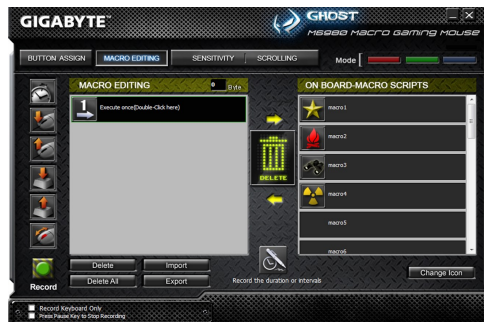 GIGABYTE™
GHOST
M6980 MACRO GAMING MOUSE
BUTTON ASSIGN
MACRO EDITING
SENSITIVITY
SCROLLING
Mode
MACRO EDITING
0 Byte
ON BOARD-MACRO SCRIPTS
1
Execute once(Double-Click here)
DELETE
macro1
macro2
macro3
macro4
macro5
macro6
Record
Delete
Import
Delete All
Export
Record the duration or intervals
Change Icon
Record Keyboard Only
Press Pause Key to Stop Recording